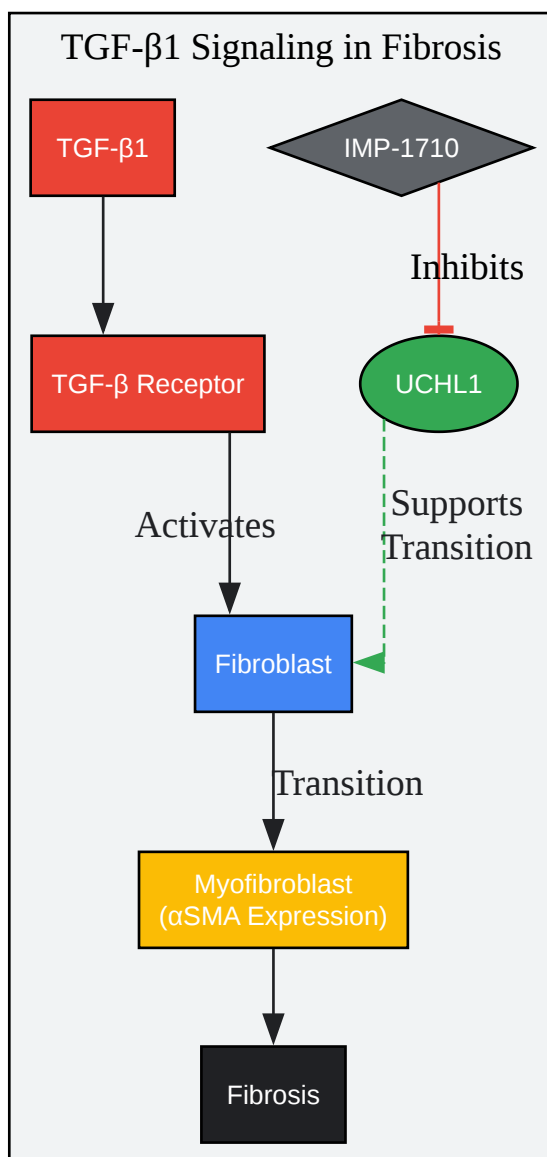 TGF-β1 Signaling in Fibrosis
TGF-β1
IMP-1710
Inhibits
TGF-β Receptor
UCHL1
Activates
Supports
Transition
Fibroblast
Transition
Myofibroblast
(αSMA Expression)
Fibrosis